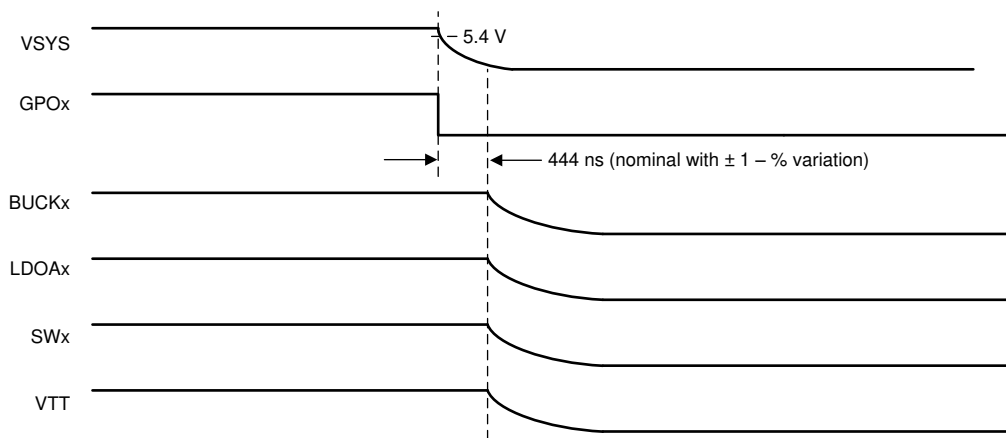 VSYS
5.4 V
GPOx
444 ns (nominal with ± 1 – % variation)
BUCKx
LDOAx
SWx
VTT